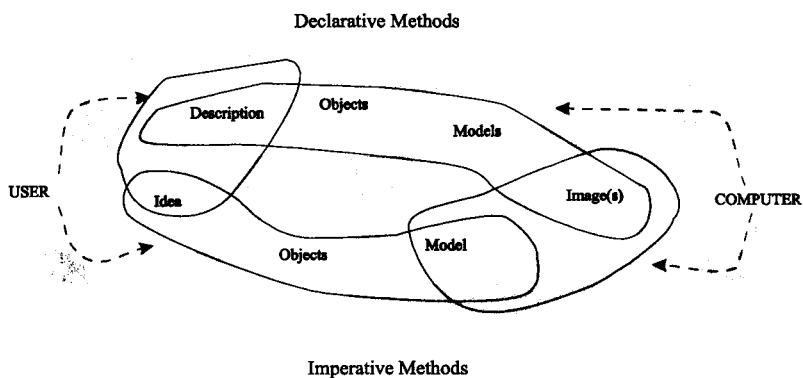 Declarative Methods
Description
Objects
Models
USER
Idea
Image(s)
COMPUTER
Objects
Model
Imperative Methods